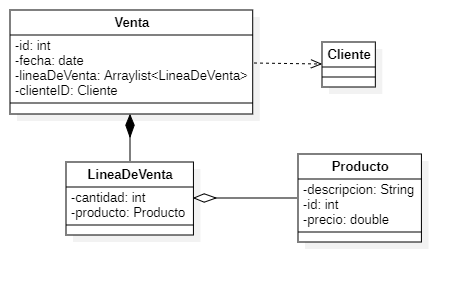 Venta
-id: int
-fecha: date
-lineaDeVenta: Arraylist<LineaDeVenta>
-clienteID: Cliente
Cliente
LineaDeVenta
-cantidad: int
-producto: Producto
Producto
-descripcion: String
-id: int
-precio: double